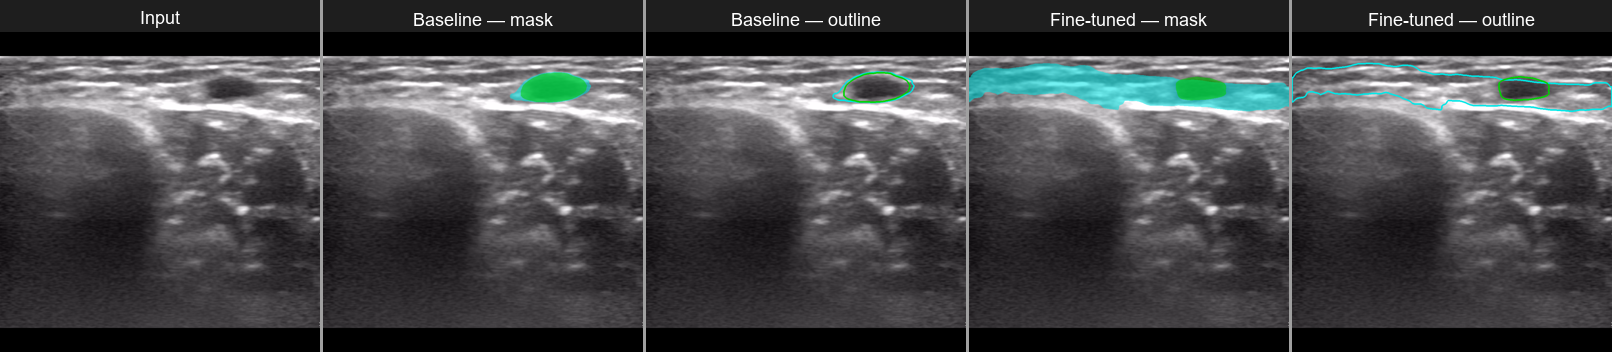 Input
Baseline — mask
Baseline — outline
Fine-tuned — mask
Fine-tuned — outline